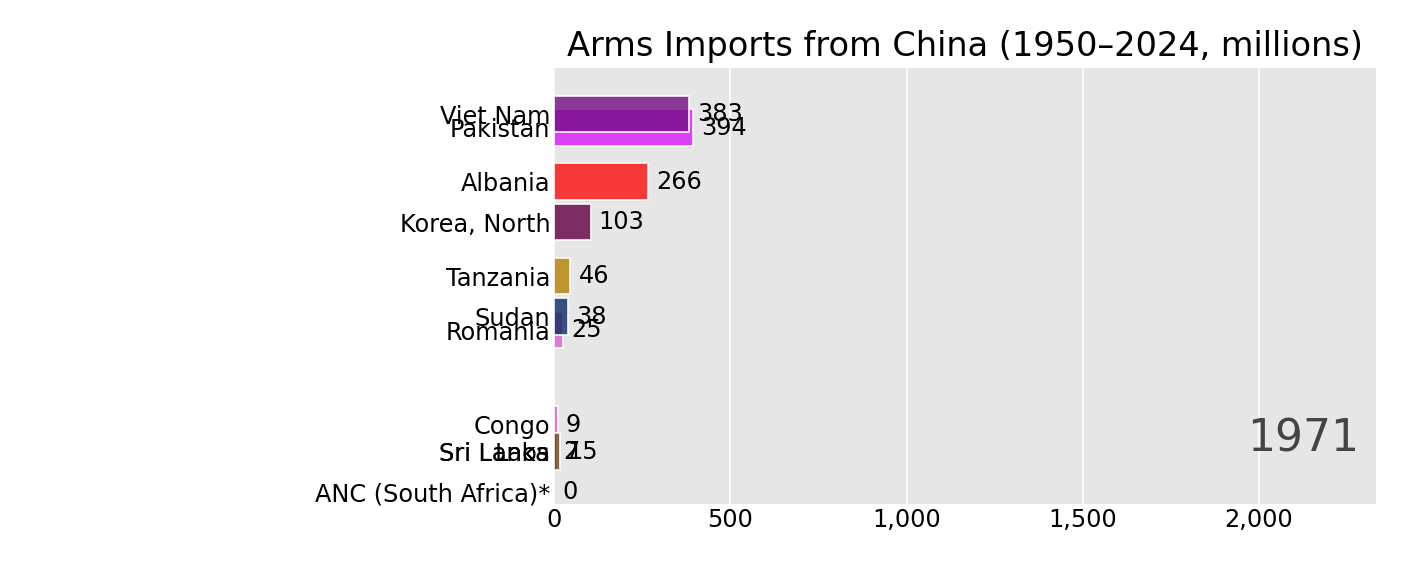 Arms Imports from China (1950–2024, millions)
Viet Nam 383
Pakistan 394
Albania 266
Korea, North 103
Tanzania 46
Sudan 38
Romania 25
Congo 9
Sri Lanka
Laos 15
ANC (South Africa)* 0
1971
0 500 1,000 1,500 2,000